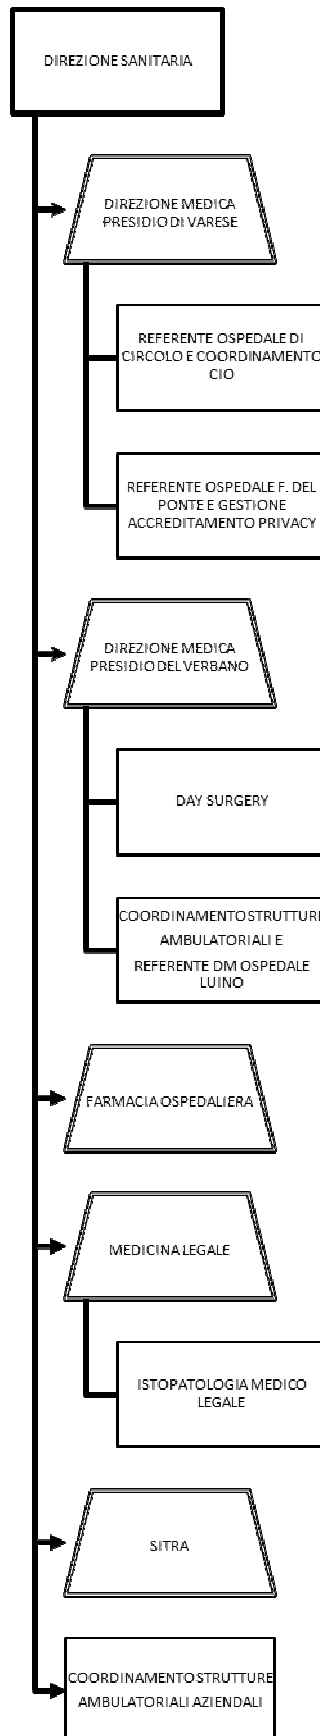 DIREZIONE SANITARIA
DIREZIONE MEDICA
PRESIDIO DI VARESE
REFERENTE OSPEDALE DI
CIRCOLO E COORDINAMENTO
CIO
REFERENTE OSPEDALE F. DEL
PONTE E GESTIONE
ACCREDITAMENTO PRIVACY
DIREZIONE MEDICA
PRESIDIO DEL VERBANO
DAY SURGERY
COORDINAMENTO STRUTTURE
AMBULATORIALI E
REFERENTE DM OSPEDALE
LUINO
FARMACIA OSPEDALIERA
MEDICINA LEGALE
ISTOPATOLOGIA MEDICO
LEGALE
SITRA
COORDINAMENTO STRUTTURE
AMBULATORIALI AZIENDALI